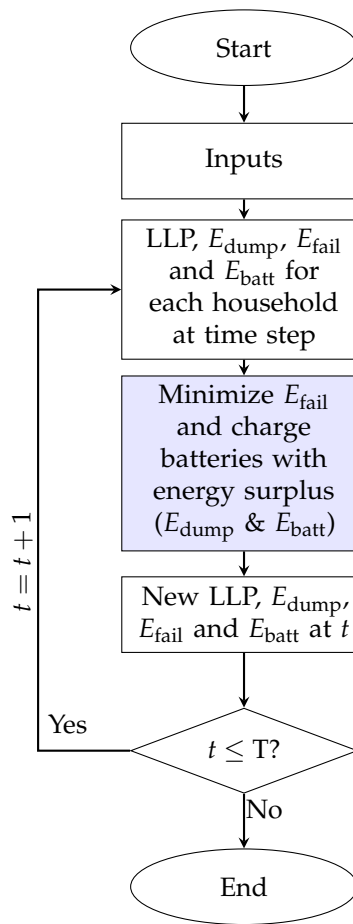 Start
Inputs
LLP, E_dump, E_fail
and E_batt for
each household
at time step
Minimize E_fail
and charge
batteries with
energy surplus
(E_dump & E_batt)
New LLP, E_dump,
E_fail and E_batt at t
t = t + 1
Yes
t ≤ T?
No
End